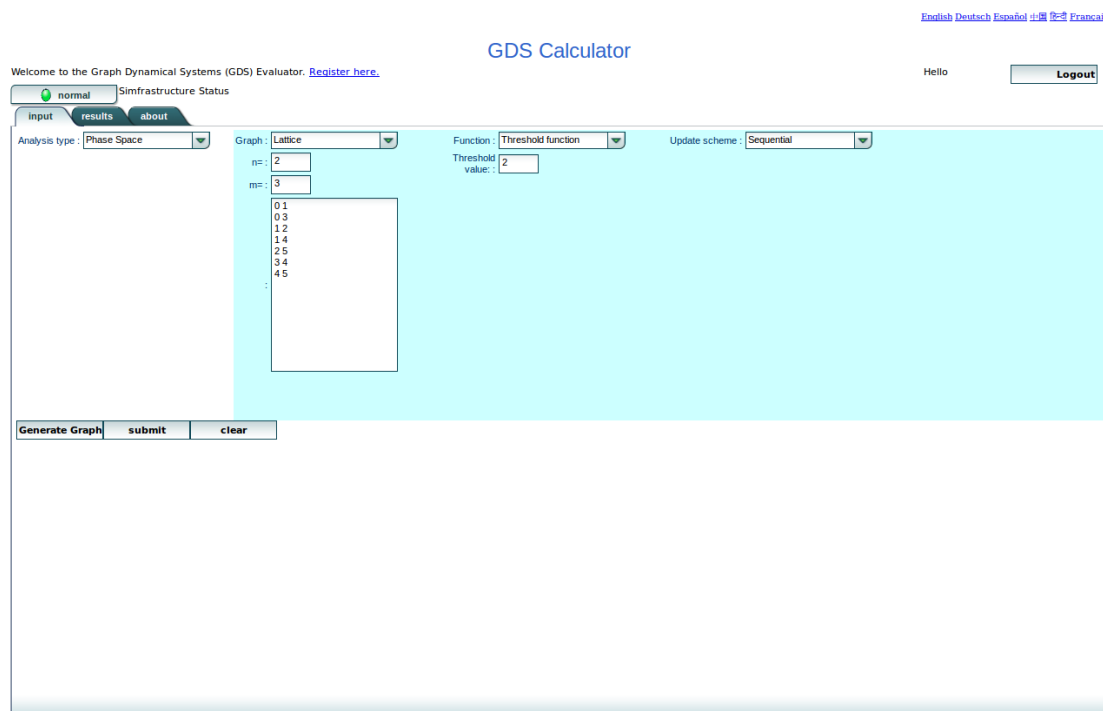 English Deutsch Español 中国 हिन्दी Françai
GDS Calculator
Welcome to the Graph Dynamical Systems (GDS) Evaluator. Register here.
Hello
Logout
normal
Simfrastructure Status
input results about
Analysis type : Phase Space
Graph : Lattice
Function : Threshold function
Update scheme : Sequential
n= : 2
Threshold value: : 2
m= : 3
0 1
0 3
1 2
1 4
2 5
3 4
4 5
:
Generate Graph submit clear